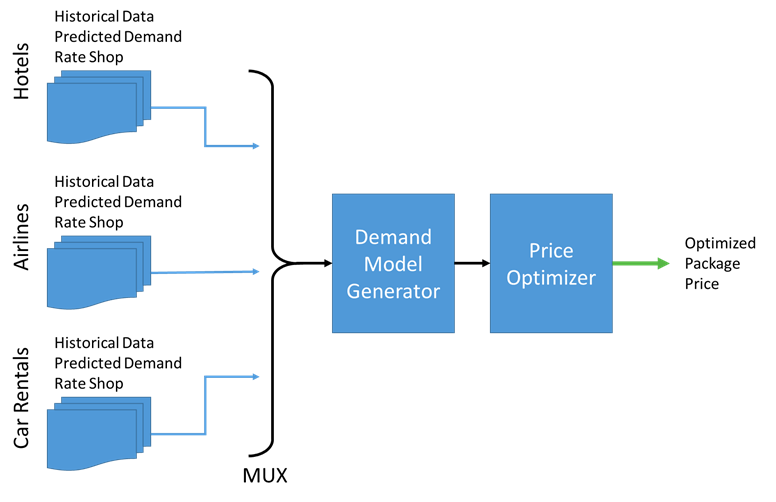 Historical Data
Predicted Demand
Rate Shop
Hotels
Historical Data
Predicted Demand
Rate Shop
Airlines
Historical Data
Predicted Demand
Rate Shop
Car Rentals
MUX
Demand
Model
Generator
Price
Optimizer
Optimized
Package
Price